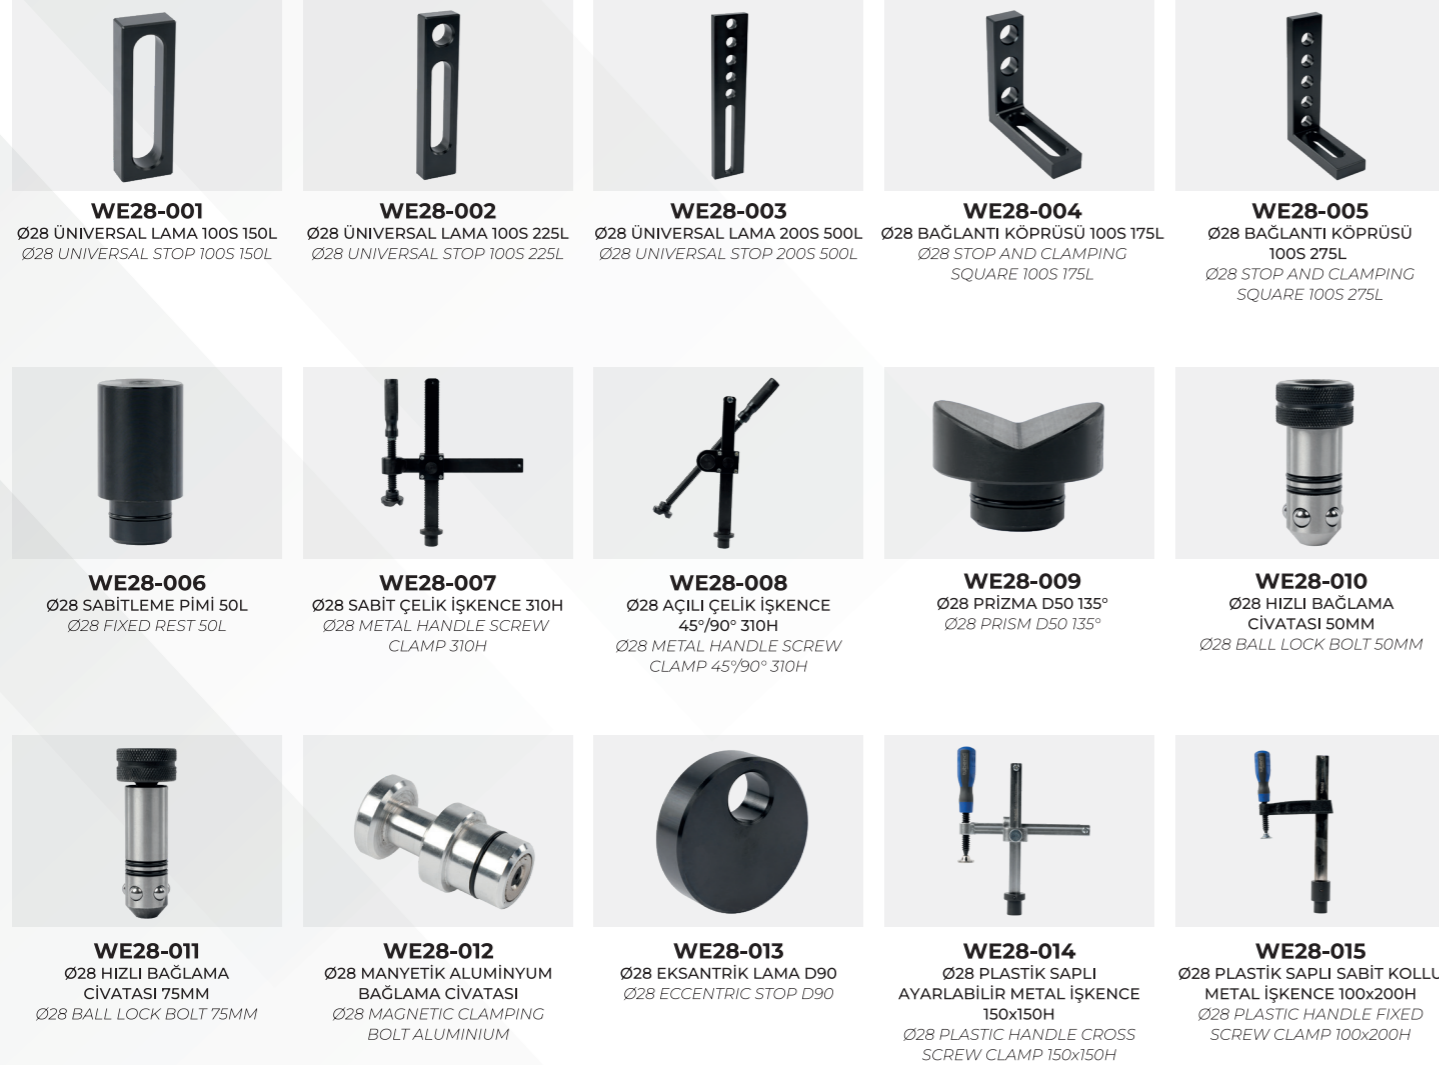 WE28-001
Ø28 ÜNIVERSAL LAMA 100S 150L
Ø28 UNIVERSAL STOP 100S 150L
WE28-002
Ø28 ÜNIVERSAL LAMA 100S 225L
Ø28 UNIVERSAL STOP 100S 225L
WE28-003
Ø28 ÜNIVERSAL LAMA 200S 500L
Ø28 UNIVERSAL STOP 200S 500L
WE28-004
Ø28 BAĞLANTI KÖPRÜSÜ 100S 175L
Ø28 STOP AND CLAMPING
SQUARE 100S 175L
WE28-005
Ø28 BAĞLANTI KÖPRÜSÜ
100S 275L
Ø28 STOP AND CLAMPING
SQUARE 100S 275L
WE28-006
Ø28 SABİTLEME PİMİ 50L
Ø28 FIXED REST 50L
WE28-007
Ø28 SABİT ÇELİK İŞKENCE 310H
Ø28 METAL HANDLE SCREW
CLAMP 310H
WE28-008
Ø28 AÇILI ÇELİK İŞKENCE
45°/90° 310H
Ø28 METAL HANDLE SCREW
CLAMP 45°/90° 310H
WE28-009
Ø28 PRİZMA D50 135°
Ø28 PRISM D50 135°
WE28-010
Ø28 HIZLI BAĞLAMA
CİVATASI 50MM
Ø28 BALL LOCK BOLT 50MM
WE28-011
Ø28 HIZLI BAĞLAMA
CİVATASI 75MM
Ø28 BALL LOCK BOLT 75MM
WE28-012
Ø28 MANYETİK ALUMİNYUM
BAĞLAMA CİVATASI
Ø28 MAGNETIC CLAMPING
BOLT ALUMINIUM
WE28-013
Ø28 EKSANTRİK LAMA D90
Ø28 ECCENTRIC STOP D90
WE28-014
Ø28 PLASTİK SAPLI
AYARLABİLİR METAL İŞKENCE
150x150H
Ø28 PLASTIC HANDLE CROSS
SCREW CLAMP 150x150H
WE28-015
Ø28 PLASTİK SAPLI SABİT KOLLU
METAL İŞKENCE 100x200H
Ø28 PLASTIC HANDLE FIXED
SCREW CLAMP 100x200H